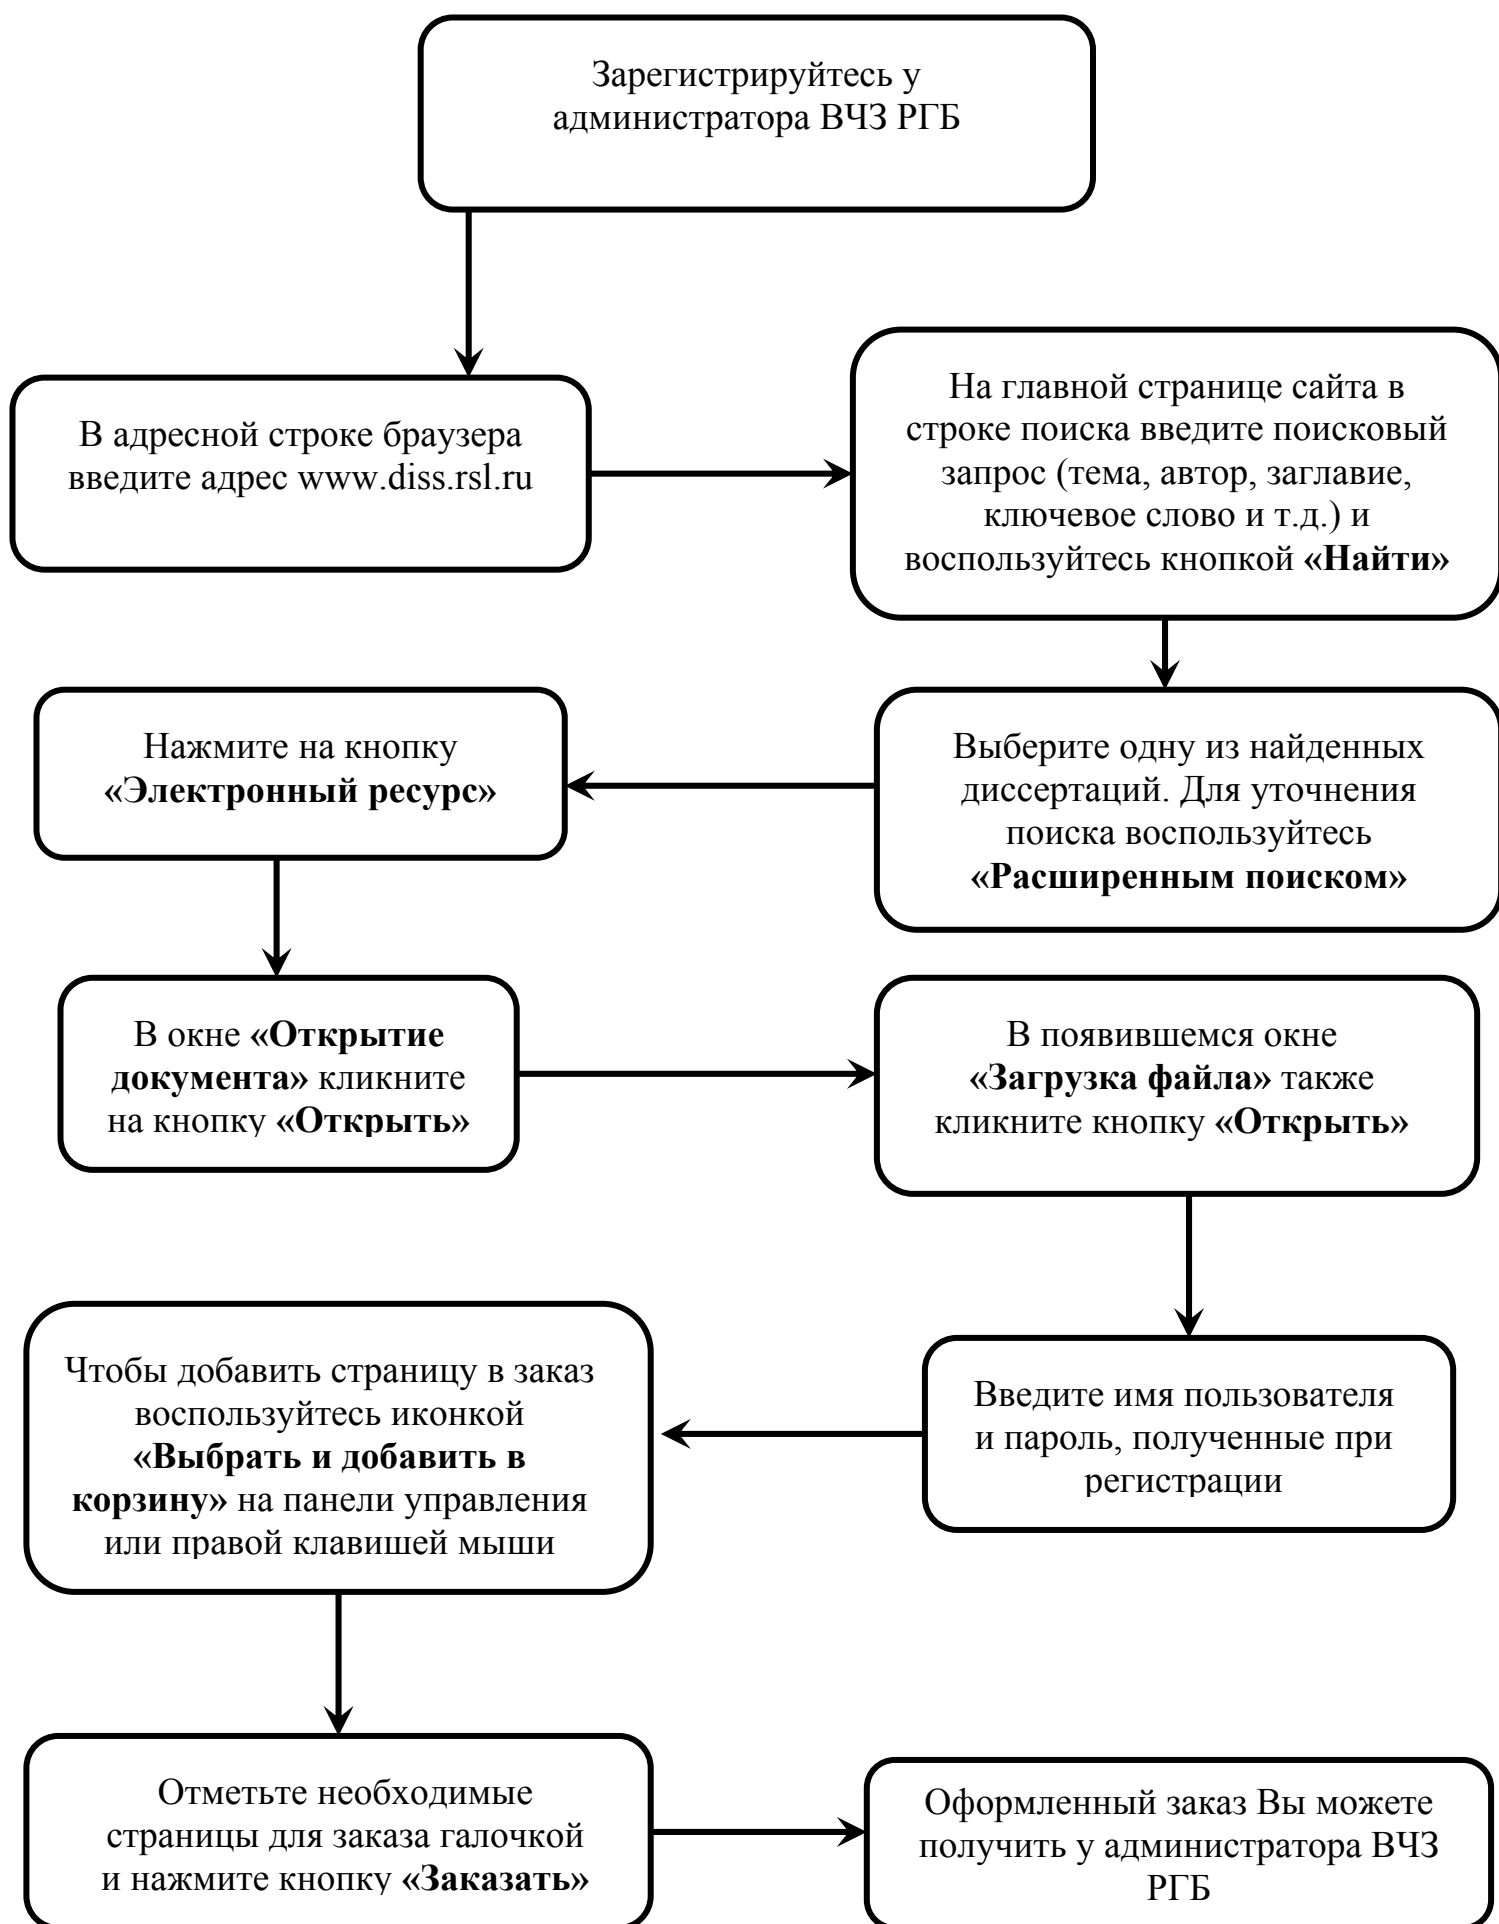 Зарегистрируйтесь у
администратора ВЧЗ РГБ
В адресной строке браузера
введите адрес www.diss.rsl.ru
На главной странице сайта в
строке поиска введите поисковый
запрос (тема, автор, заглавие,
ключевое слово и т.д.) и
воспользуйтесь кнопкой «Найти»
Выберите одну из найденных
диссертаций. Для уточнения
поиска воспользуйтесь
«Расширенным поиском»
Нажмите на кнопку
«Электронный ресурс»
В окне «Открытие
документа» кликните
на кнопку «Открыть»
В появившемся окне
«Загрузка файла» также
кликните кнопку «Открыть»
Введите имя пользователя
и пароль, полученные при
регистрации
Чтобы добавить страницу в заказ
воспользуйтесь иконкой
«Выбрать и добавить в
корзину» на панели управления
или правой клавишей мыши
Отметьте необходимые
страницы для заказа галочкой
и нажмите кнопку «Заказать»
Оформленный заказ Вы можете
получить у администратора ВЧЗ
РГБ